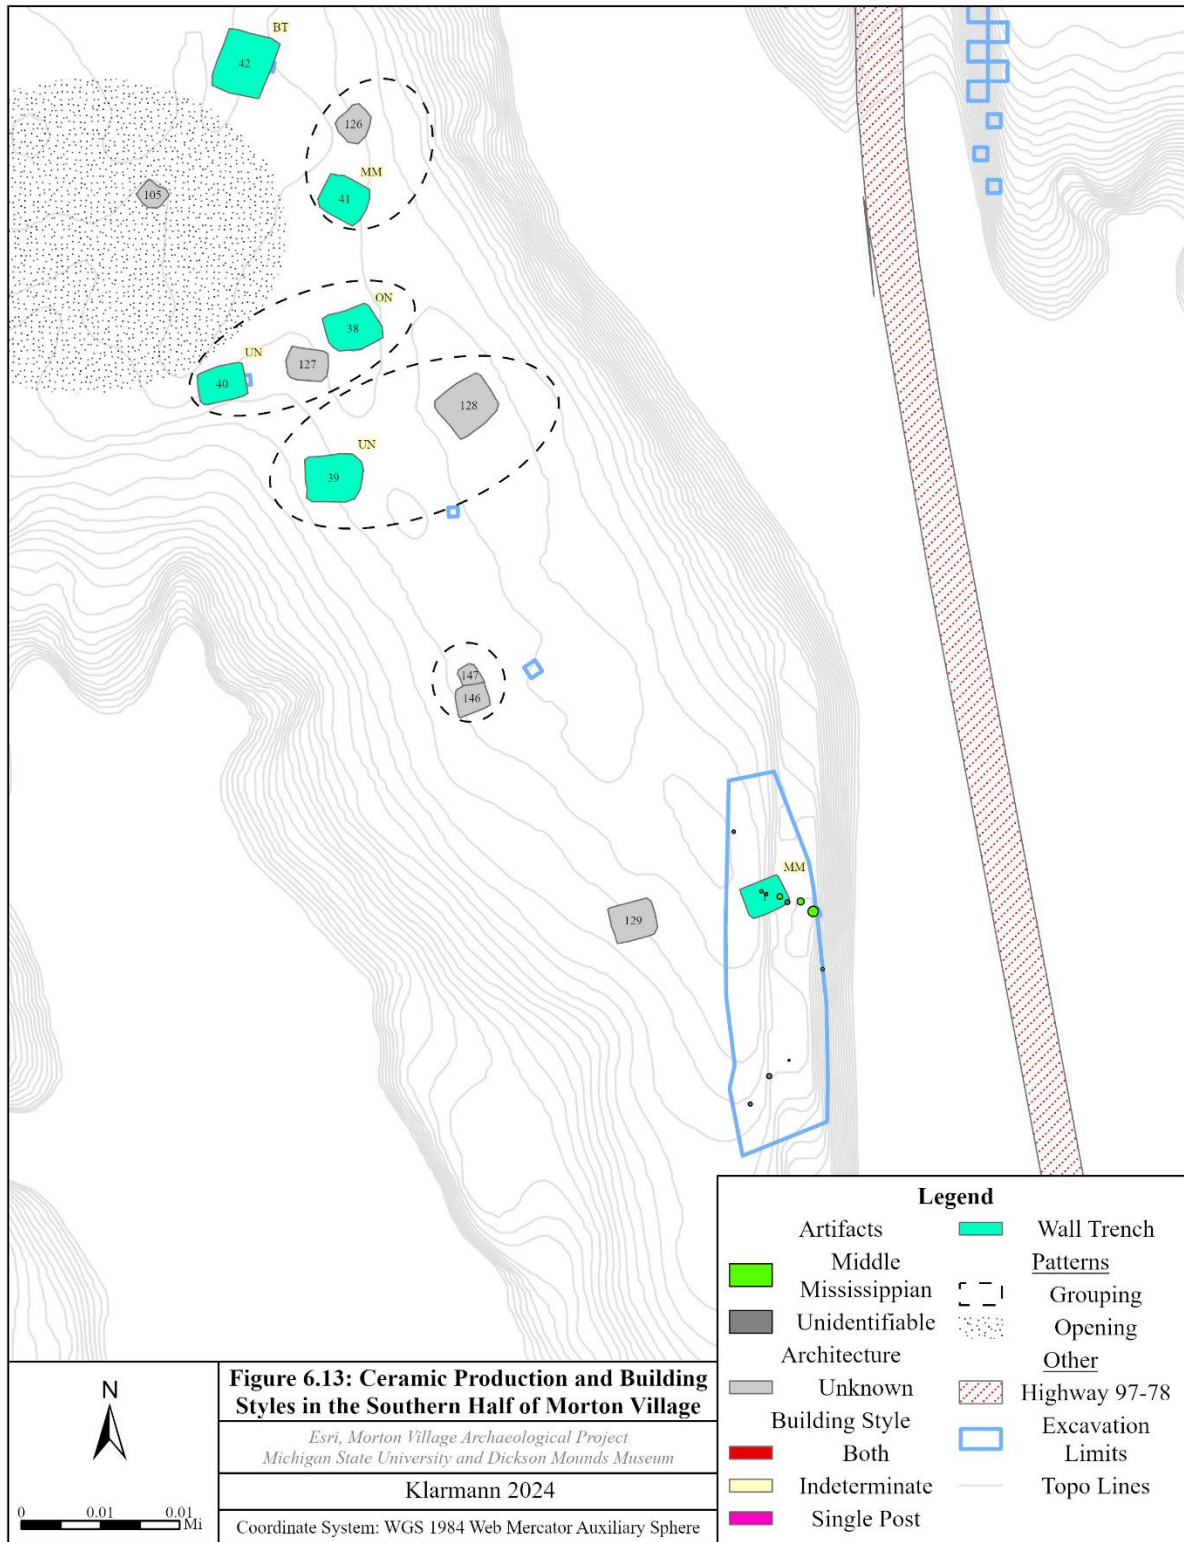 BT
42
126
MM
41
105
ON
38
UN
127
40
128
UN
39
147
146
MM
129
Legend
Artifacts
Middle
Mississippian
Unidentifiable
Architecture
Unknown
Building Style
Both
Indeterminate
Single Post
Wall Trench
Patterns
Grouping
Opening
Other
Highway 97-78
Excavation
Limits
Topo Lines
N
0 0.01 0.01
Mi
Figure 6.13: Ceramic Production and Building
Styles in the Southern Half of Morton Village
Esri, Morton Village Archaeological Project
Michigan State University and Dickson Mounds Museum
Klarmann 2024
Coordinate System: WGS 1984 Web Mercator Auxiliary Sphere